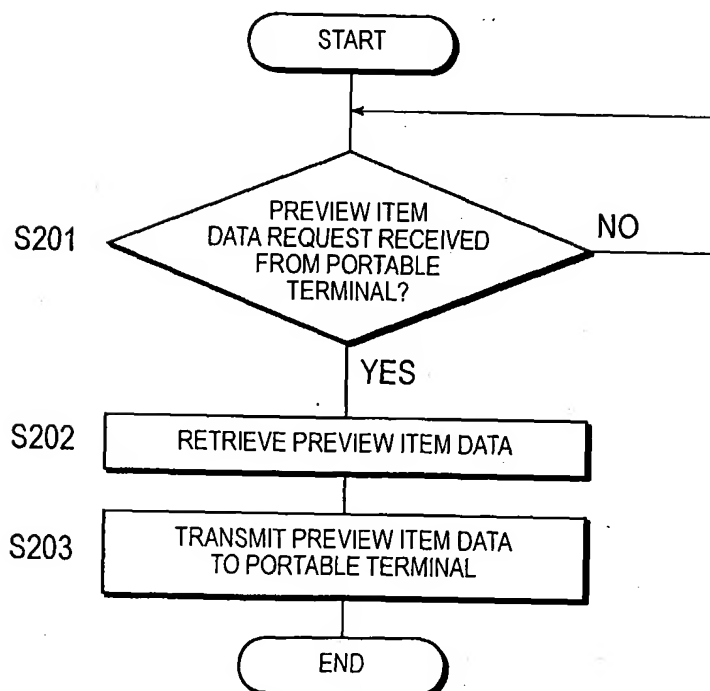 START
S201
PREVIEW ITEM
DATA REQUEST RECEIVED
FROM PORTABLE
TERMINAL?
NO
YES
S202
RETRIEVE PREVIEW ITEM DATA
S203
TRANSMIT PREVIEW ITEM DATA
TO PORTABLE TERMINAL
END